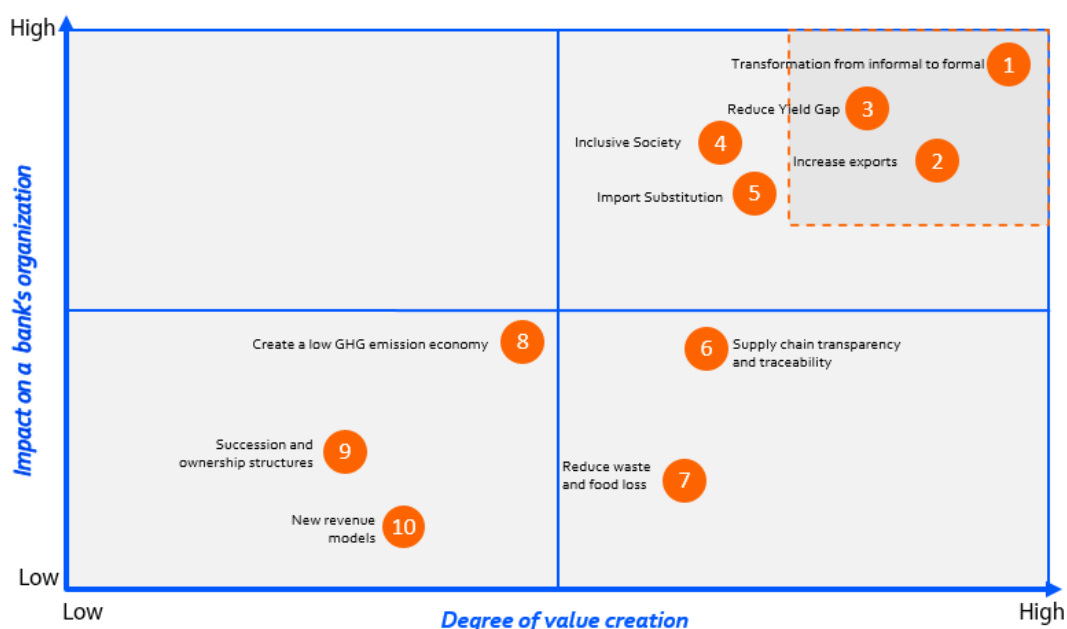 High
Transformation from informal to formal
1
Reduce Yield Gap
3
Inclusive Society
4
Increase exports
2
Import Substitution
5
Impact on a bank's organization
Create a low GHG emission economy
8
6
Supply chain transparency
and traceability
Succession and
ownership structures
9
Reduce waste
and food loss
7
New revenue
models
10
Low
Low
Degree of value creation
High